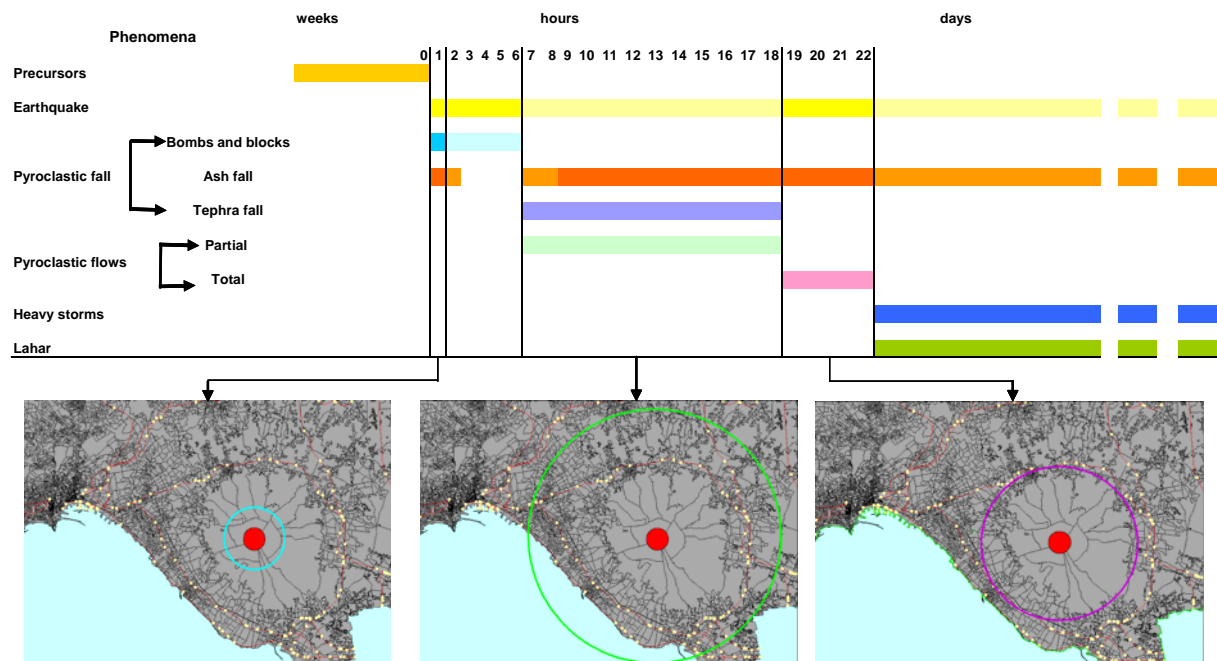 weeks hours days
Phenomena
0 1 2 3 4 5 6 7 8 9 10 11 12 13 14 15 16 17 18 19 20 21 22
Precursors
Earthquake
Bombs and blocks
Pyroclastic fall Ash fall
Tephra fall
Partial
Pyroclastic flows
Total
Heavy storms
Lahar